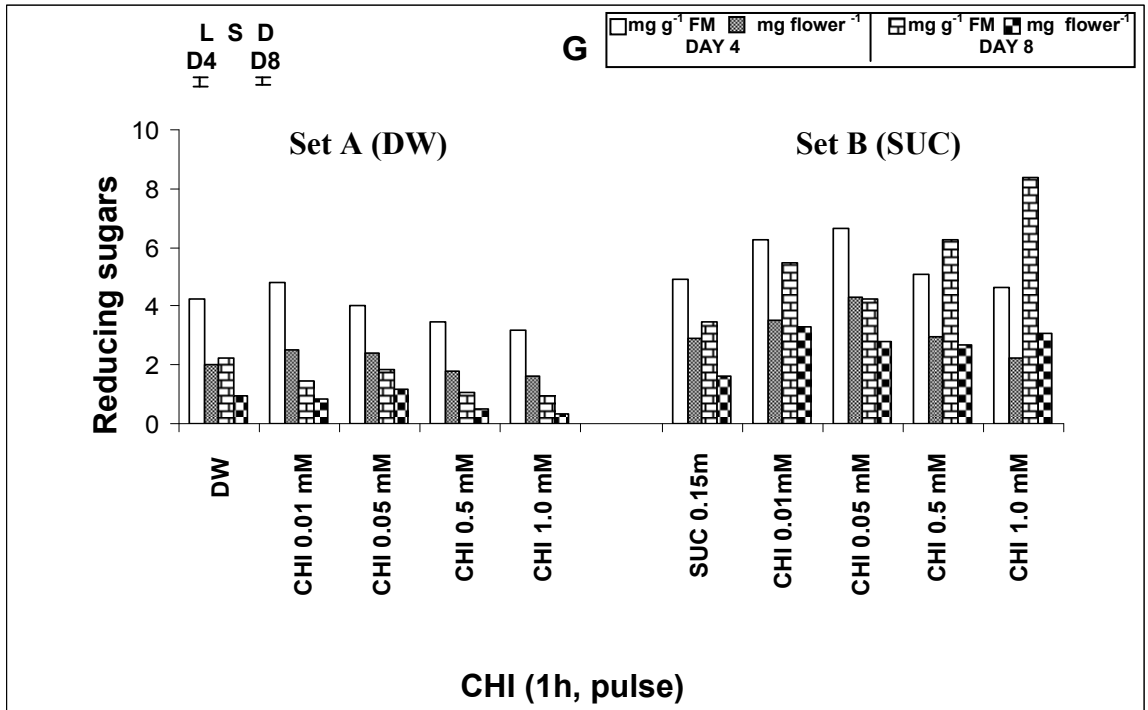 L S D
D4 D8
G
mg g⁻¹ FM mg flower ⁻¹
DAY 4
mg g⁻¹ FM mg flower⁻¹
DAY 8
Set A (DW)
Set B (SUC)
Reducing sugars
10
8
6
4
2
0
DW
CHI 0.01 mM
CHI 0.05 mM
CHI 0.5 mM
CHI 1.0 mM
SUC 0.15m
CHI 0.01mM
CHI 0.05 mM
CHI 0.5 mM
CHI 1.0 mM
CHI (1h, pulse)